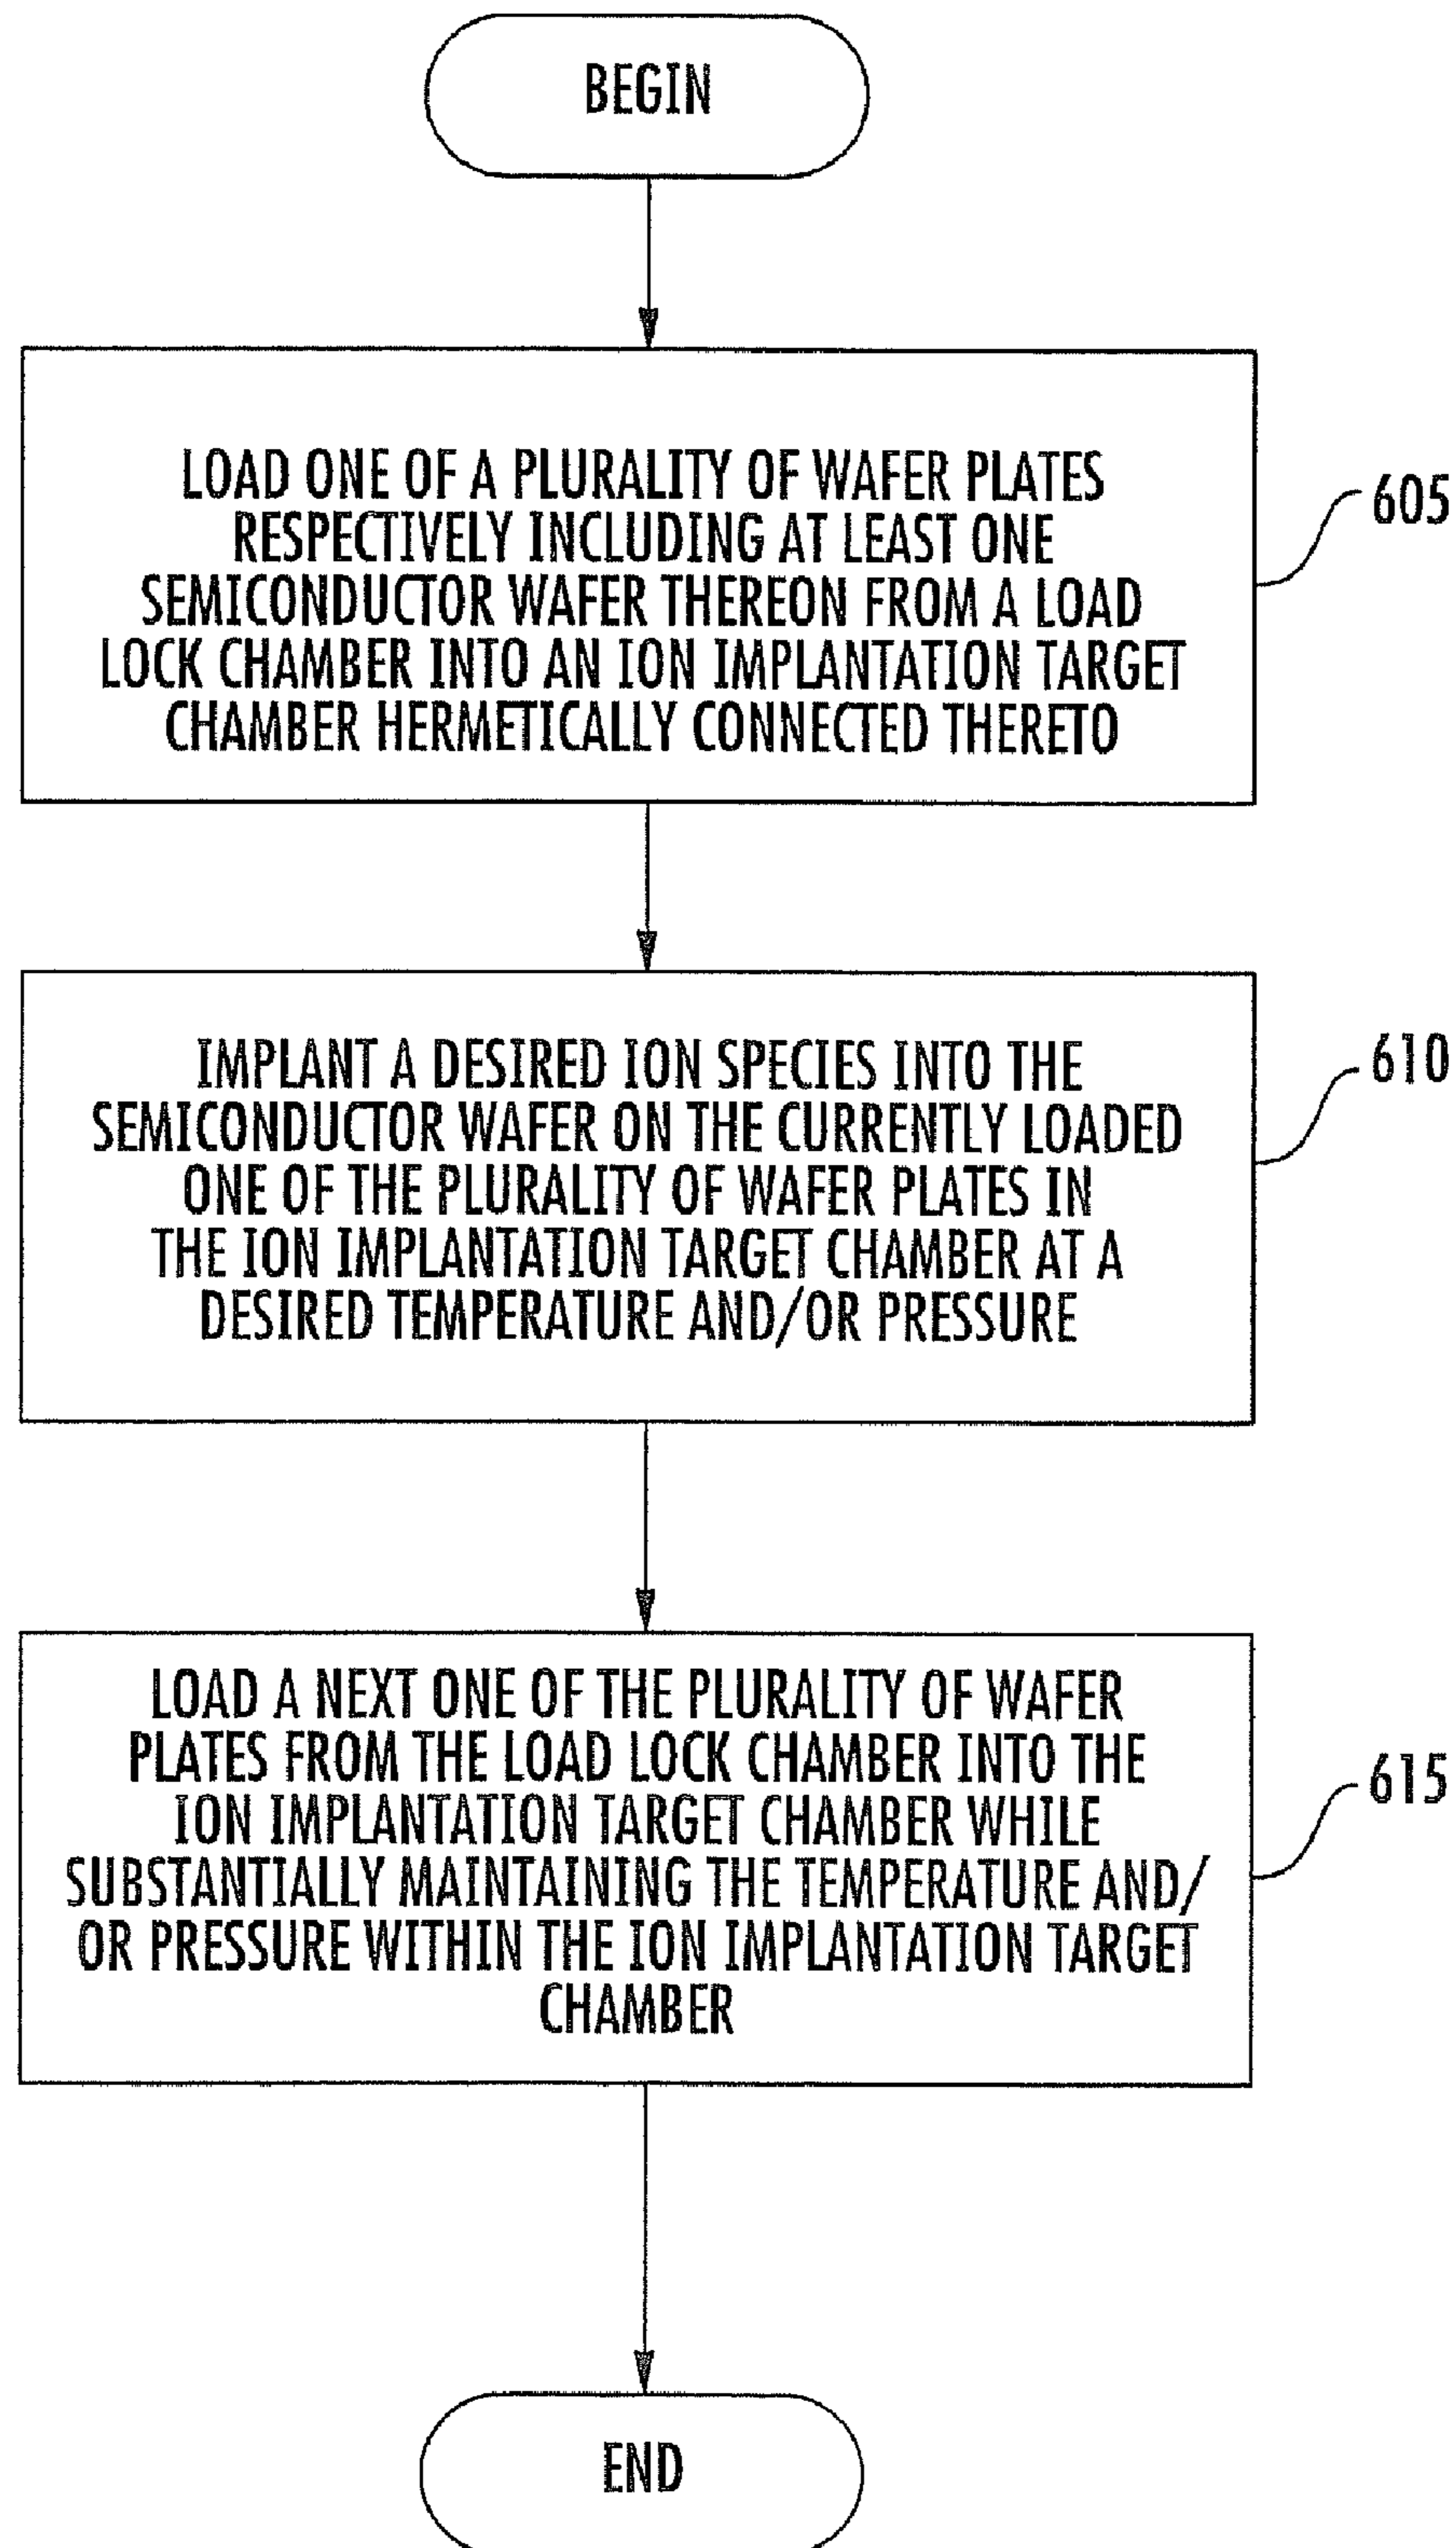 BEGIN
LOAD ONE OF A PLURALITY OF WAFER PLATES
RESPECTIVELY INCLUDING AT LEAST ONE
SEMICONDUCTOR WAFER THEREON FROM A LOAD
LOCK CHAMBER INTO AN ION IMPLANTATION TARGET
CHAMBER HERMETICALLY CONNECTED THERETO
605
IMPLANT A DESIRED ION SPECIES INTO THE
SEMICONDUCTOR WAFER ON THE CURRENTLY LOADED
ONE OF THE PLURALITY OF WAFER PLATES IN
THE ION IMPLANTATION TARGET CHAMBER AT A
DESIRED TEMPERATURE AND/OR PRESSURE
610
LOAD A NEXT ONE OF THE PLURALITY OF WAFER
PLATES FROM THE LOAD LOCK CHAMBER INTO THE
ION IMPLANTATION TARGET CHAMBER WHILE
SUBSTANTIALLY MAINTAINING THE TEMPERATURE AND/
OR PRESSURE WITHIN THE ION IMPLANTATION TARGET
CHAMBER
615
END